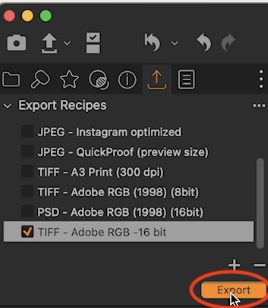 Export Recipes
JPEG - Instagram optimized
JPEG - QuickProof (preview size)
TIFF - A3 Print (300 dpi)
TIFF - Adobe RGB (1998) (8bit)
PSD - Adobe RGB (1998) (16bit)
TIFF - Adobe RGB -16 bit
Export